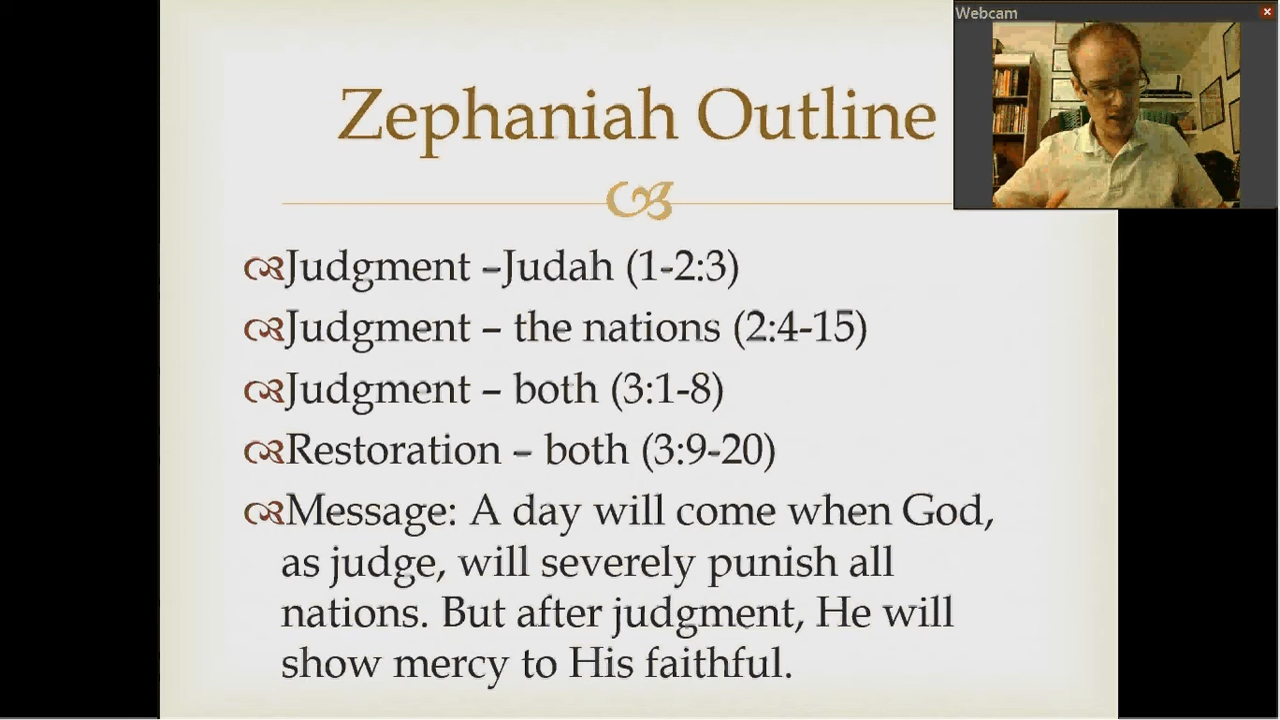 Webcam
Zephaniah Outline
Judgment –Judah (1-2:3)
Judgment – the nations (2:4-15)
Judgment – both (3:1-8)
Restoration – both (3:9-20)
Message: A day will come when God,
as judge, will severely punish all
nations. But after judgment, He will
show mercy to His faithful.